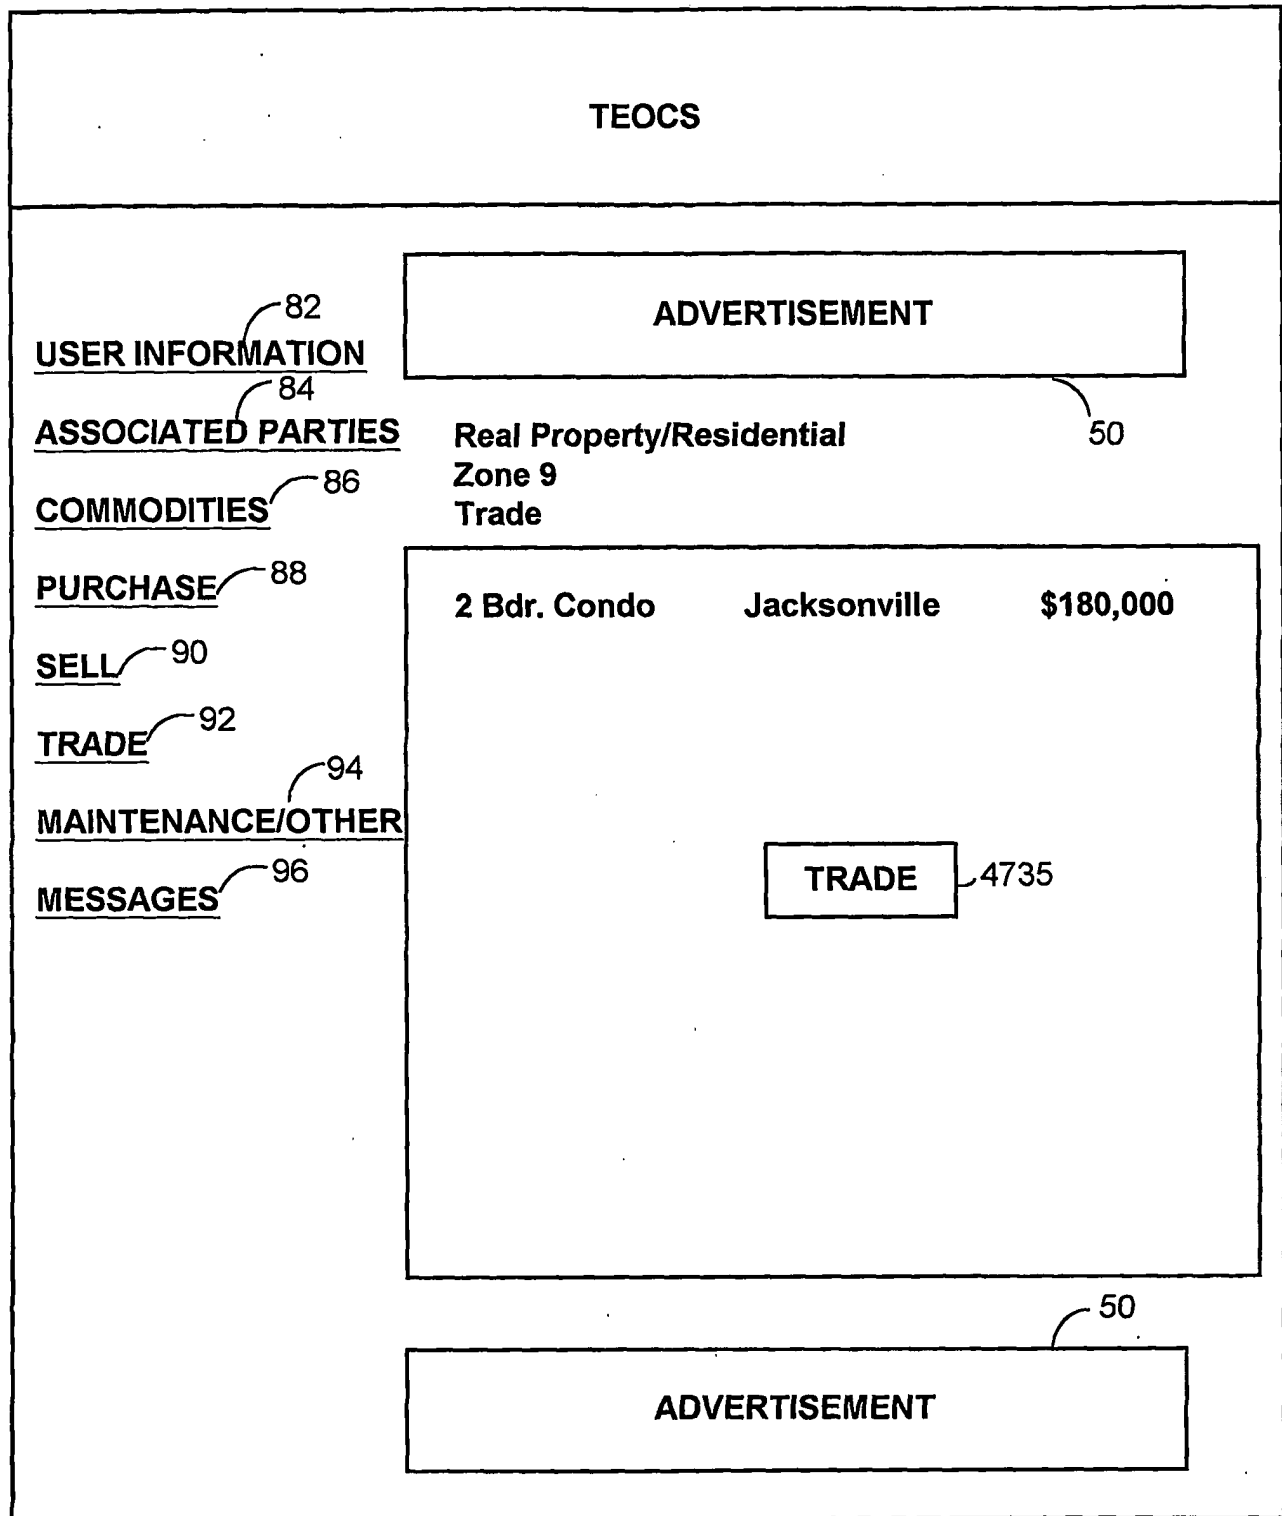 TEOCS
ADVERTISEMENT
50
82
USER INFORMATION
84
ASSOCIATED PARTIES
86
COMMODITIES
88
PURCHASE
90
SELL
92
TRADE
94
MAINTENANCE/OTHER
96
MESSAGES
Real Property/Residential
Zone 9
Trade
2 Bdr. Condo Jacksonville $180,000
TRADE 4735
50
ADVERTISEMENT